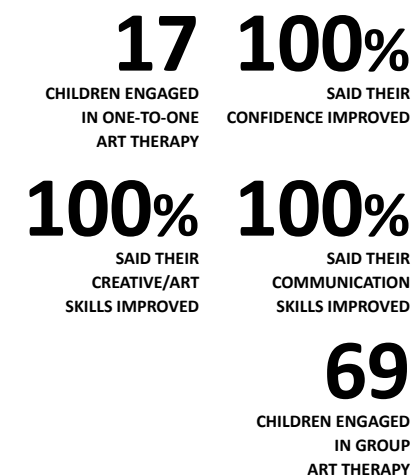 17
CHILDREN ENGAGED
IN ONE-TO-ONE
ART THERAPY
100%
SAID THEIR
CONFIDENCE IMPROVED
100%
SAID THEIR
CREATIVE/ART
SKILLS IMPROVED
100%
SAID THEIR
COMMUNICATION
SKILLS IMPROVED
69
CHILDREN ENGAGED
IN GROUP
ART THERAPY